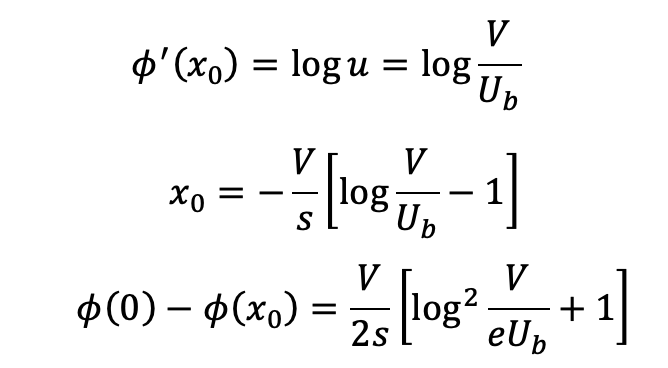 ϕ′(x₀) = log u = log V/U_b
x₀ = −V/s [log V/U_b − 1]
ϕ(0) − ϕ(x₀) = V/2s [log² V/eU_b + 1]